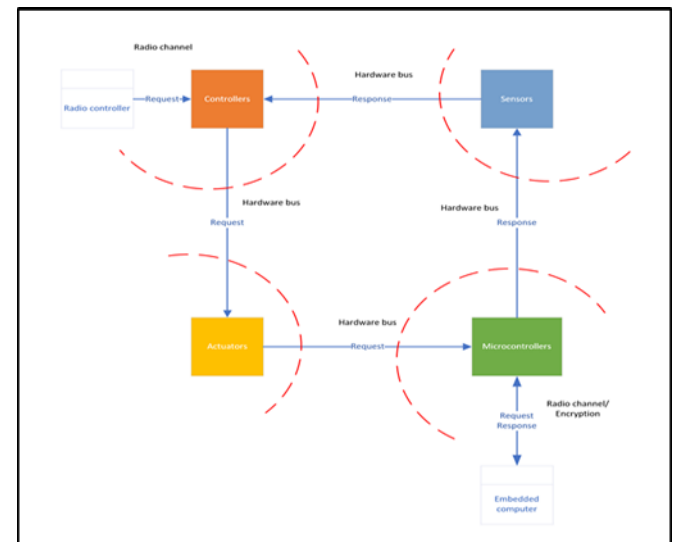 Radio channel
Hardware bus
Radio controller
Request
Controllers
Response
Sensors
Hardware bus
Request
Hardware bus
Response
Hardware bus
Actuators
Request
Microcontrollers
Radio channel/
Encryption
Request
Response
Embedded
computer